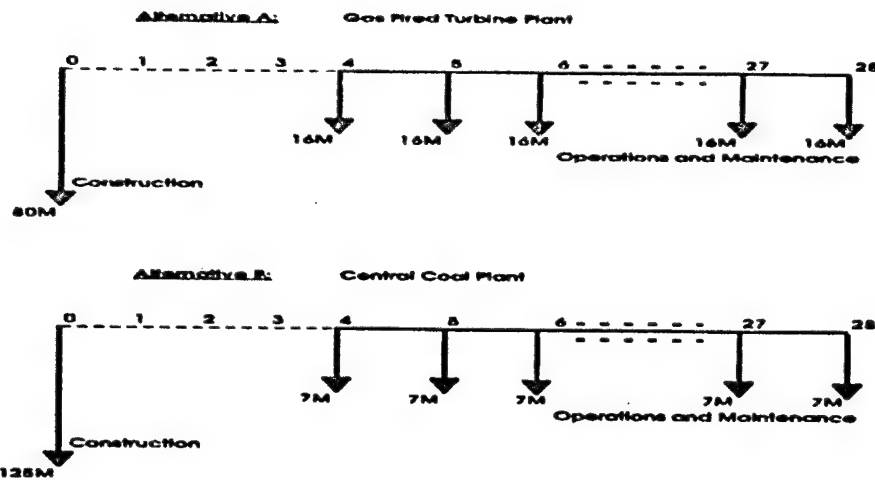 Alternative A: Gas Fired Turbine Plant
0 1 2 3 4 5 6 27 28
16M 16M 16M 16M 16M
Operations and Maintenance
Construction
80M
Alternative B: Central Coal Plant
0 1 2 3 4 5 6 27 28
7M 7M 7M 7M 7M
Operations and Maintenance
Construction
125M